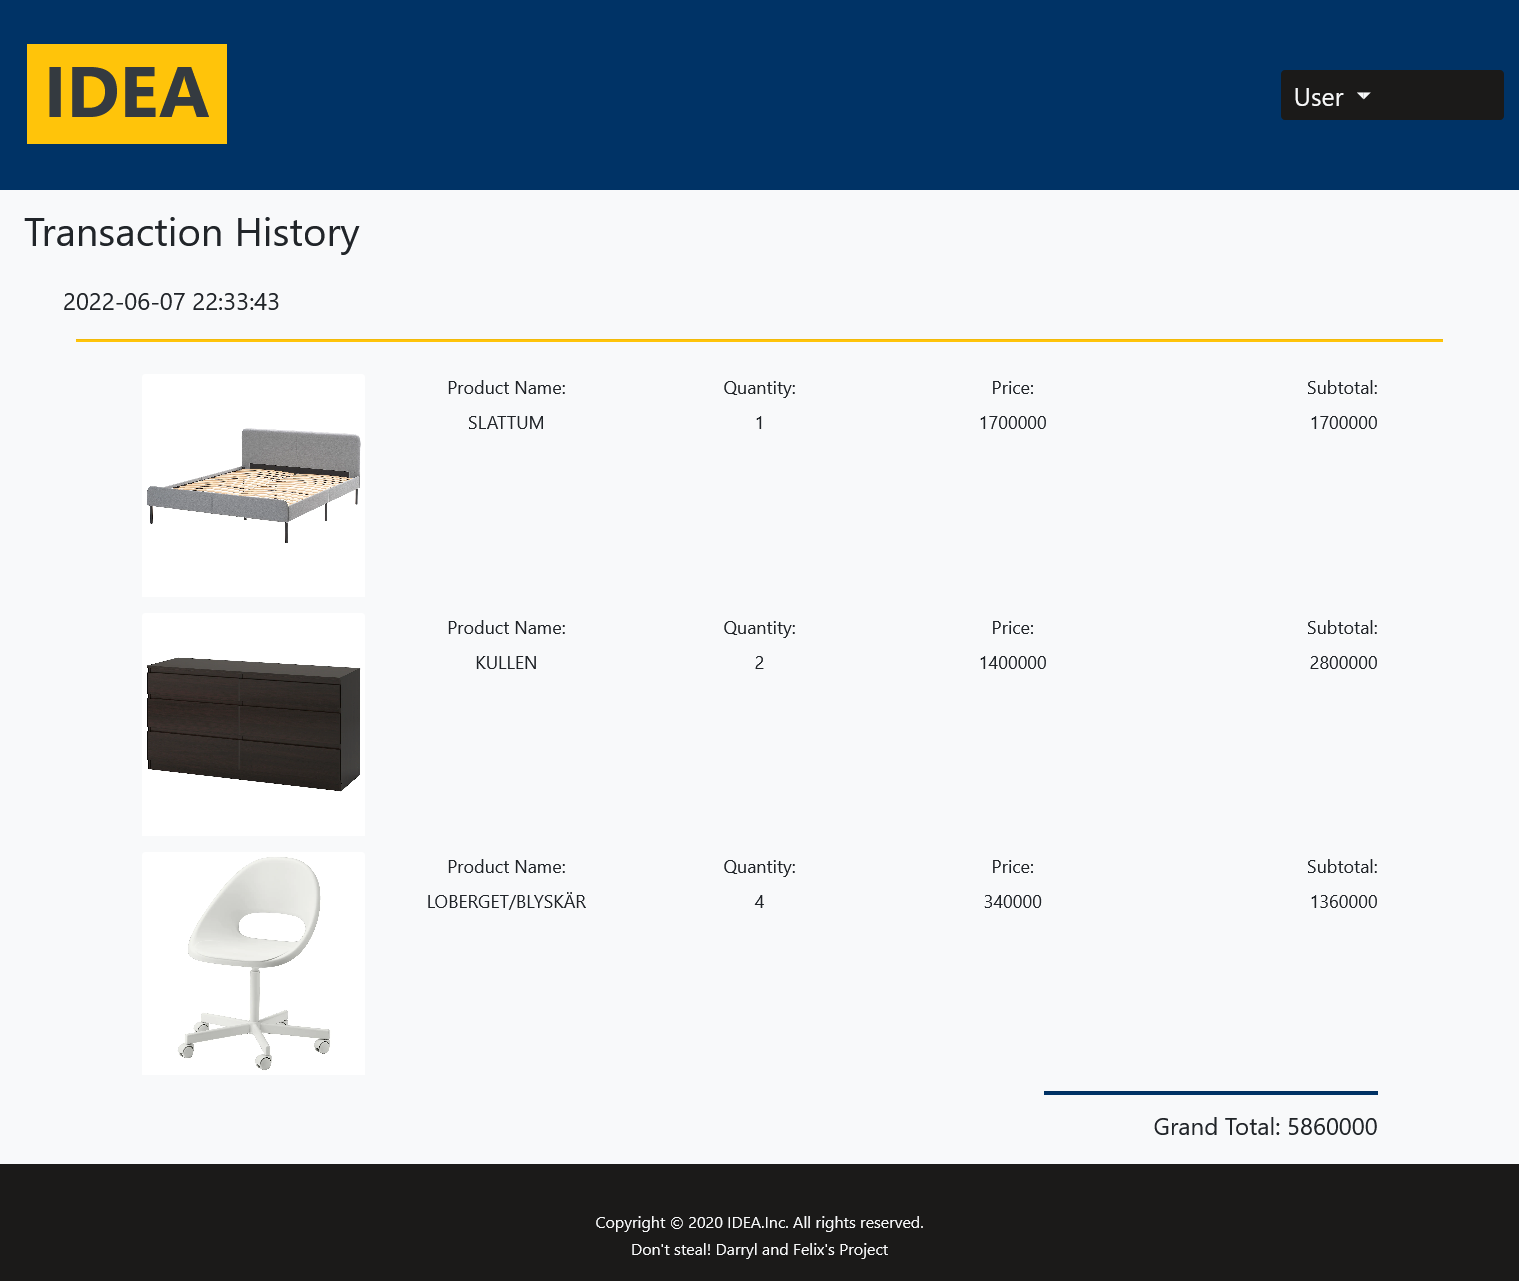 IDEA
User
Transaction History
2022-06-07 22:33:43
Product Name: Quantity: Price: Subtotal:
SLATTUM 1 1700000 1700000
Product Name: Quantity: Price: Subtotal:
KULLEN 2 1400000 2800000
Product Name: Quantity: Price: Subtotal:
LOBERGET/BLYSKÄR 4 340000 1360000
Grand Total: 5860000
Copyright © 2020 IDEA.Inc. All rights reserved.
Don't steal! Darryl and Felix's Project